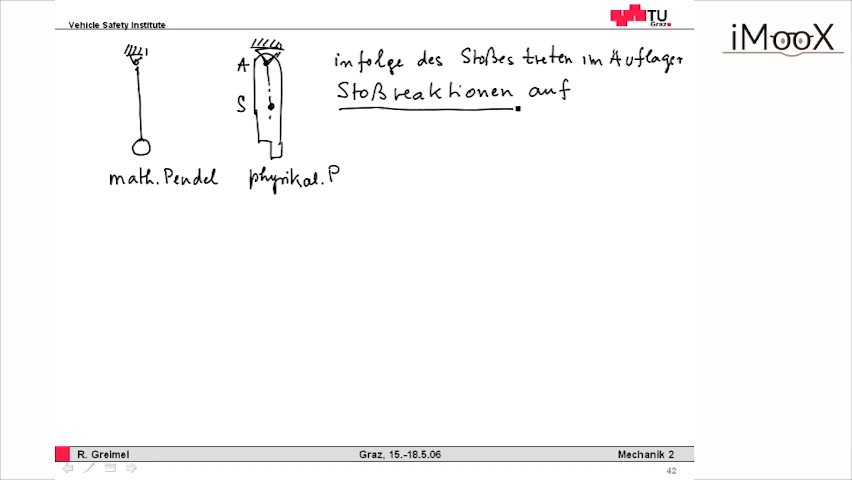 Vehicle Safety Institute
TU
Graz
iMooX
A
S
infolge des Stoßes treten im Auflager
Stoßreaktionen auf
math. Pendel
physikal. P
R. Greimel
Graz, 15.-18.5.06
Mechanik 2
42